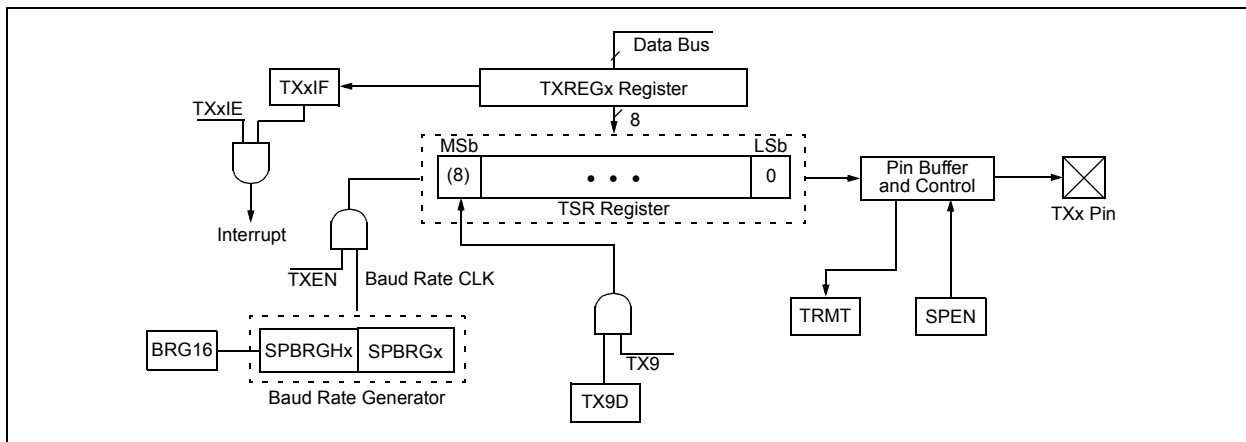 Data Bus
TXxIF
TXREGx Register
TXxIE
8
MSb
LSb
(8)
• • •
0
Pin Buffer
and Control
TSR Register
TXx Pin
Interrupt
TXEN
Baud Rate CLK
TRMT
SPEN
BRG16
SPBRGHx
SPBRGx
TX9
Baud Rate Generator
TX9D